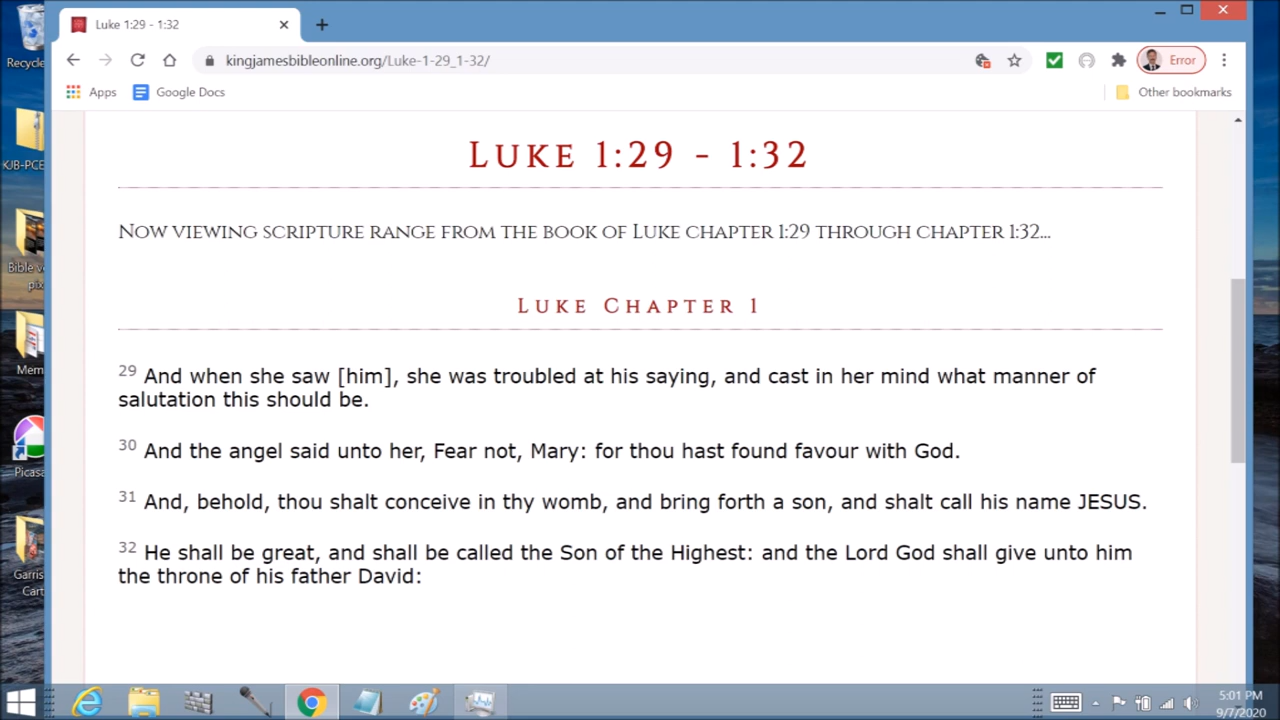 Recycle
KJB-PCE
Bible v
pix
Mem
Picasa
Garris
Cart
Luke 1:29 - 1:32
kingjamesbibleonline.org/Luke-1-29_1-32/
Error
Apps
Google Docs
Other bookmarks
LUKE 1:29 - 1:32
NOW VIEWING SCRIPTURE RANGE FROM THE BOOK OF LUKE CHAPTER 1:29 THROUGH CHAPTER 1:32...
LUKE CHAPTER 1
29 And when she saw [him], she was troubled at his saying, and cast in her mind what manner of
salutation this should be.
30 And the angel said unto her, Fear not, Mary: for thou hast found favour with God.
31 And, behold, thou shalt conceive in thy womb, and bring forth a son, and shalt call his name JESUS.
32 He shall be great, and shall be called the Son of the Highest: and the Lord God shall give unto him
the throne of his father David:
5:01 PM
9/7/2020